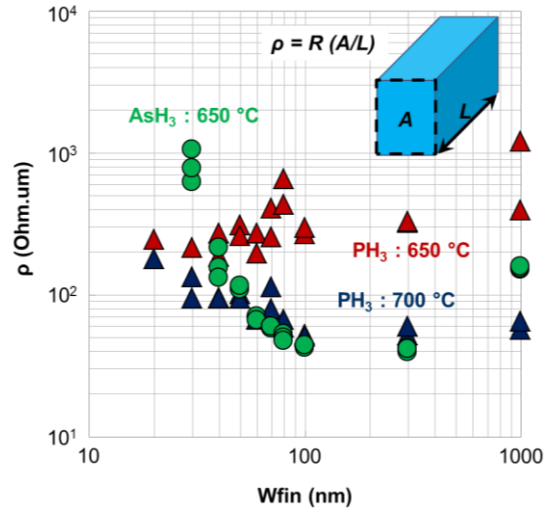 10⁴
ρ = R (A/L)
A
L
AsH₃ : 650 °C
10³
ρ (Ohm.um)
PH₃ : 650 °C
PH₃ : 700 °C
10²
10¹
10
100
1000
Wfin (nm)